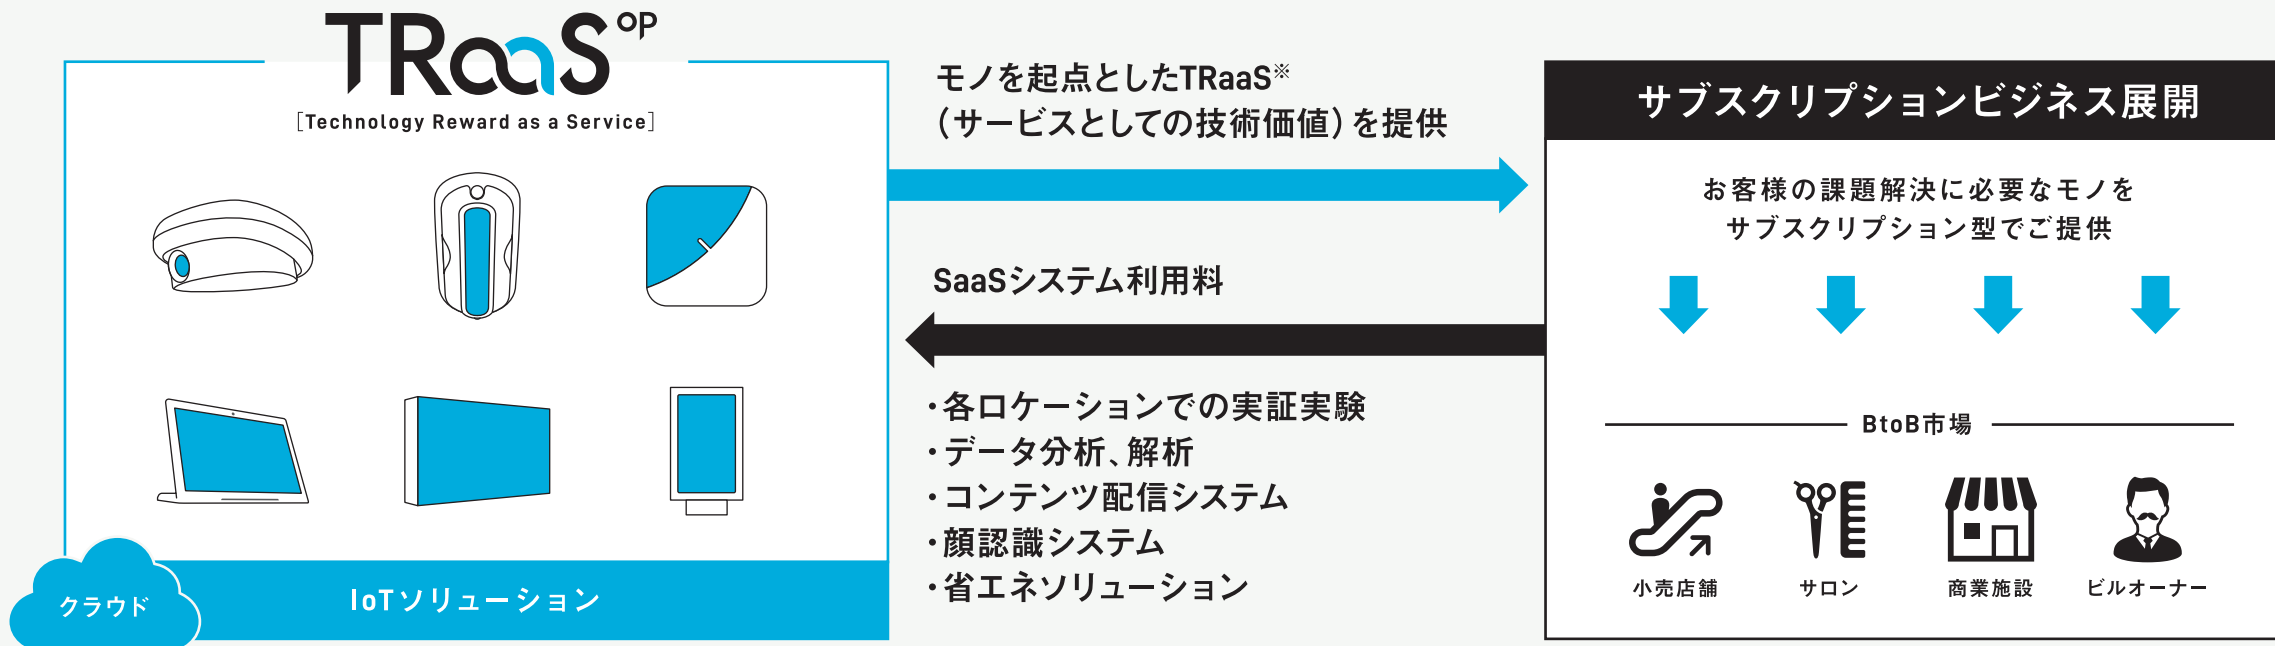 TRaaS OP
[Technology Reward as a Service]
クラウド
IoTソリューション
モノを起点としたTRaaS※
（サービスとしての技術価値）を提供
SaaSシステム利用料
・各ロケーションでの実証実験
・データ分析、解析
・コンテンツ配信システム
・顔認識システム
・省エネソリューション
サブスクリプションビジネス展開
お客様の課題解決に必要なモノを
サブスクリプション型でご提供
BtoB市場
小売店舗
サロン
商業施設
ビルオーナー